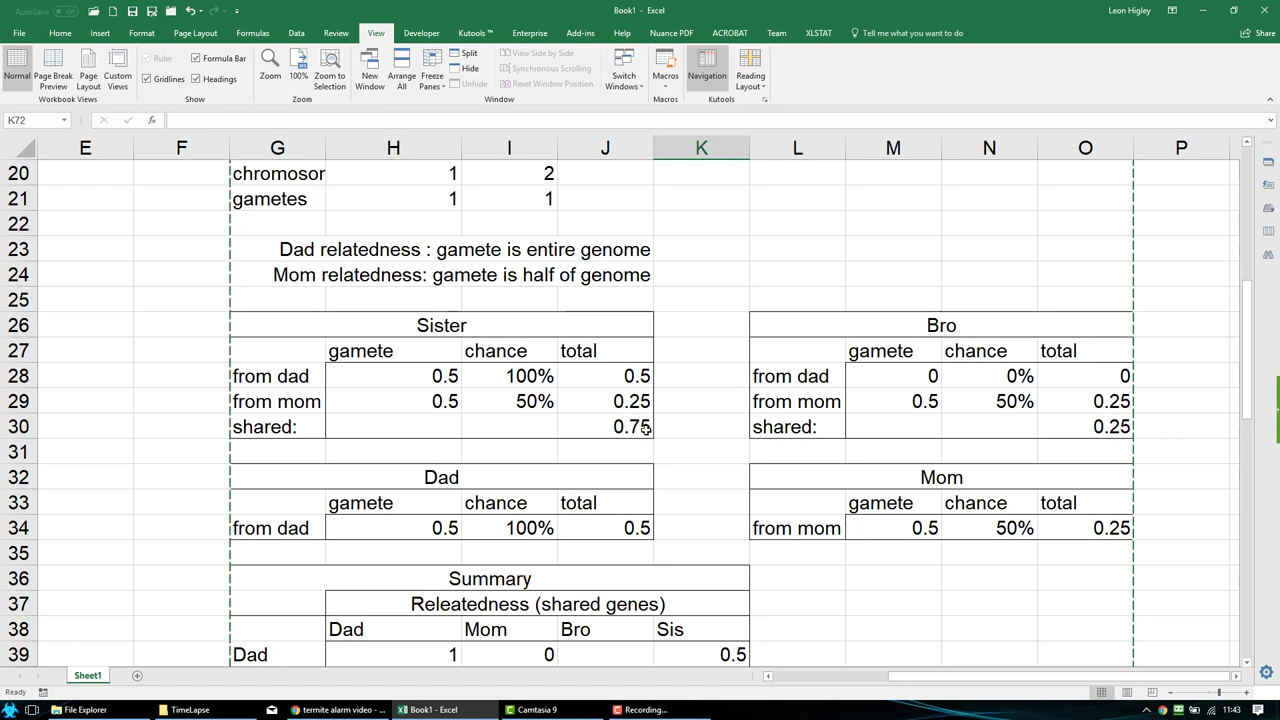 AutoSave Off
Book1 - Excel
Leon Higley
File Home Insert Format Page Layout Formulas Data Review View Developer Kutools ™ Enterprise Add-ins Help Nuance PDF ACROBAT Team XLSTAT Tell me what you want to do Share
Normal Page Break Preview Page Layout Custom Views
Ruler Formula Bar
Gridlines Headings
Zoom 100% Zoom to Selection
New Window Arrange All Freeze Panes
Split
Hide
Unhide
View Side by Side
Synchronous Scrolling
Reset Window Position
Switch Windows Macros Navigation Reading Layout
Workbook Views Show Zoom Window Macros Kutools
K72 fx
E F G H I J K L M N O P
20 chromosor 1 2
21 gametes 1 1
22
23 Dad relatedness : gamete is entire genome
24 Mom relatedness: gamete is half of genome
25
26 Sister Bro
27 gamete chance total gamete chance total
28 from dad 0.5 100% 0.5 from dad 0 0% 0
29 from mom 0.5 50% 0.25 from mom 0.5 50% 0.25
30 shared: 0.75 shared: 0.25
31
32 Dad Mom
33 gamete chance total gamete chance total
34 from dad 0.5 100% 0.5 from mom 0.5 50% 0.25
35
36 Summary
37 Releatedness (shared genes)
38 Dad Mom Bro Sis
39 Dad 1 0 0.5
Sheet1
Ready 100%
File Explorer TimeLapse termite alarm video - ... Book1 - Excel Camtasia 9 Recording... 11:43